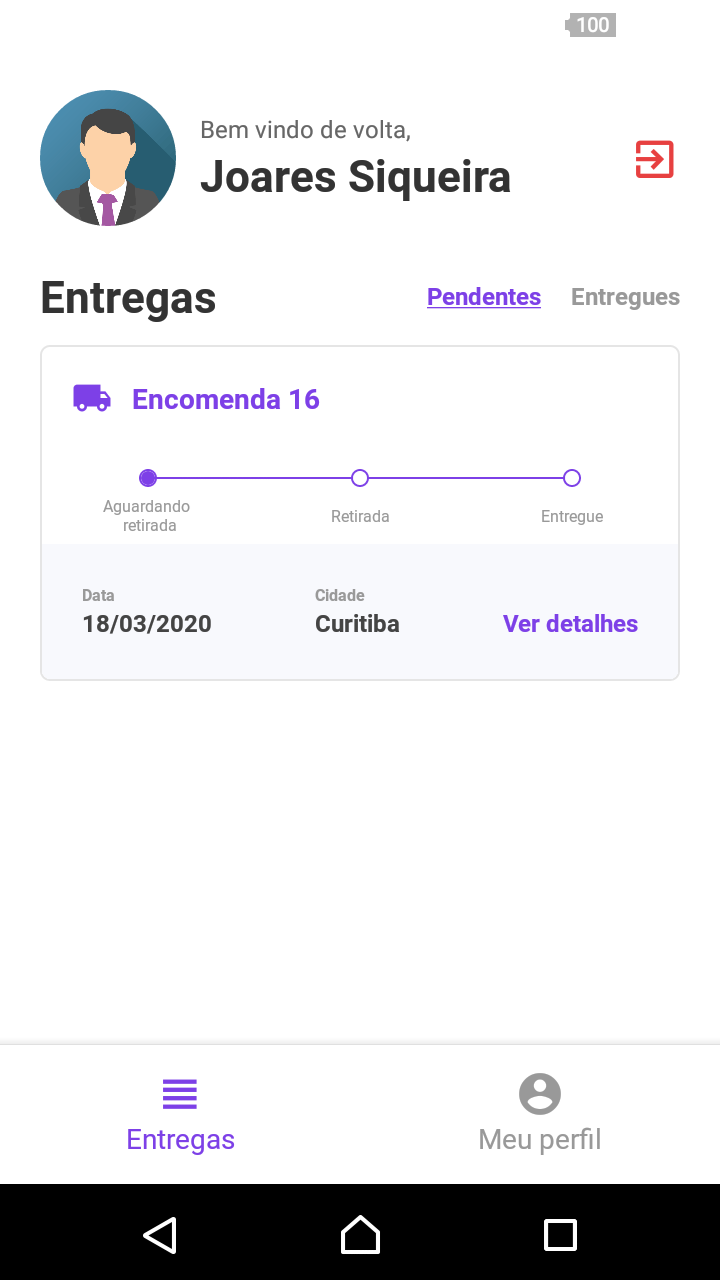 100
Bem vindo de volta,
Joares Siqueira
Entregas
Pendentes
Entregues
Encomenda 16
Aguardando
retirada
Retirada
Entregue
Data
Cidade
18/03/2020
Curitiba
Ver detalhes
Entregas
Meu perfil